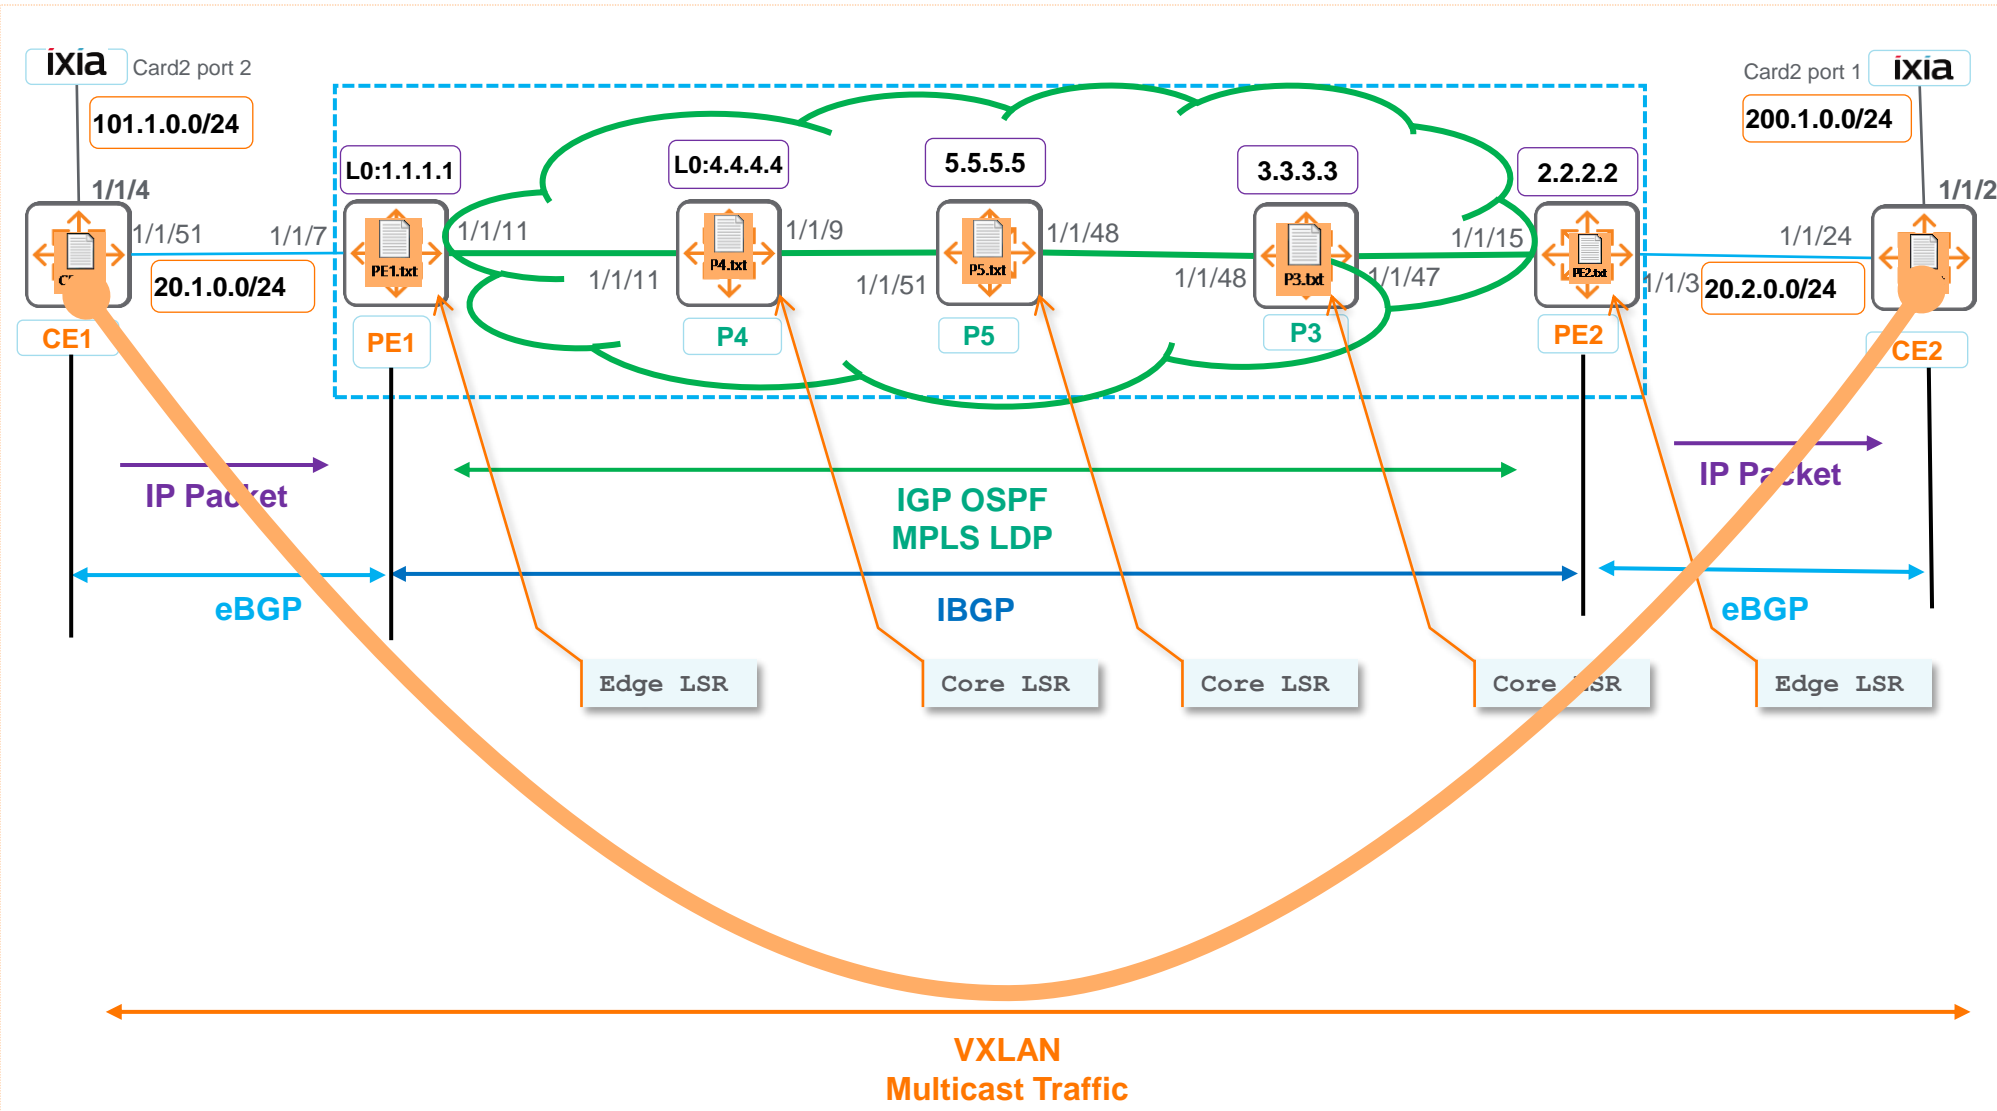 ixia
Card2 port 2
Card2 port 1
ixia
101.1.0.0/24
200.1.0.0/24
L0:1.1.1.1
L0:4.4.4.4
5.5.5.5
3.3.3.3
2.2.2.2
1/1/4
1/1/2
1/1/51
1/1/7
1/1/11
1/1/9
1/1/48
1/1/15
1/1/24
PE1.txt
P4.txt
P5.txt
P3.txt
PE2.txt
20.1.0.0/24
1/1/11
1/1/51
1/1/48
1/1/47
1/1/3
20.2.0.0/24
CE1
PE1
P4
P5
P3
PE2
CE2
IP Packet
IGP OSPF
MPLS LDP
IP Packet
eBGP
IBGP
eBGP
Edge LSR
Core LSR
Core LSR
Core LSR
Edge LSR
VXLAN
Multicast Traffic